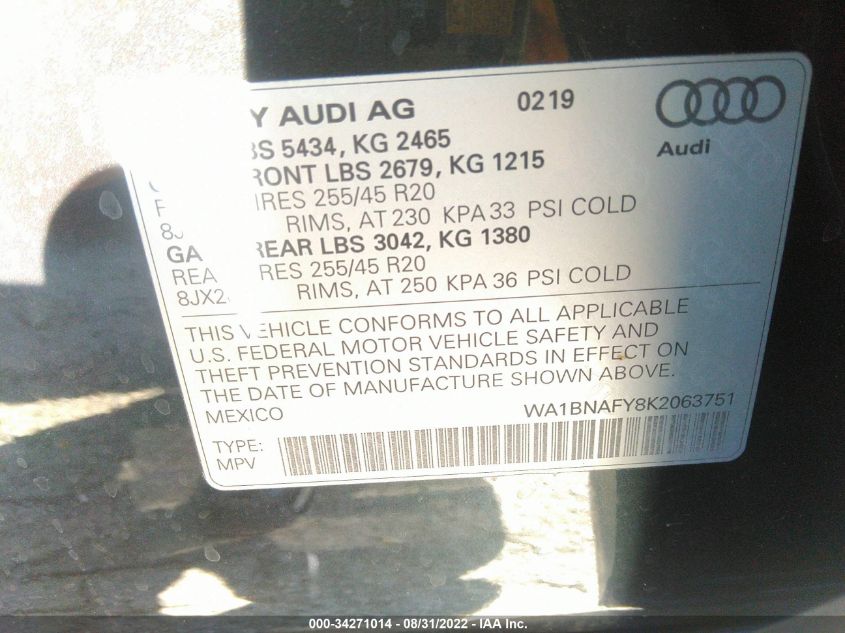 Y AUDI AG 0219
Audi
BS 5434, KG 2465
RONT LBS 2679, KG 1215
IRES 255/45 R20
8J RIMS, AT 230 KPA 33 PSI COLD
GA REAR LBS 3042, KG 1380
REA IRES 255/45 R20
8JX2 RIMS, AT 250 KPA 36 PSI COLD
THIS VEHICLE CONFORMS TO ALL APPLICABLE
U.S. FEDERAL MOTOR VEHICLE SAFETY AND
THEFT PREVENTION STANDARDS IN EFFECT ON
THE DATE OF MANUFACTURE SHOWN ABOVE.
MEXICO WA1BNAFY8K2063751
TYPE:
MPV
000-34271014 - 08/31/2022 - IAA Inc.